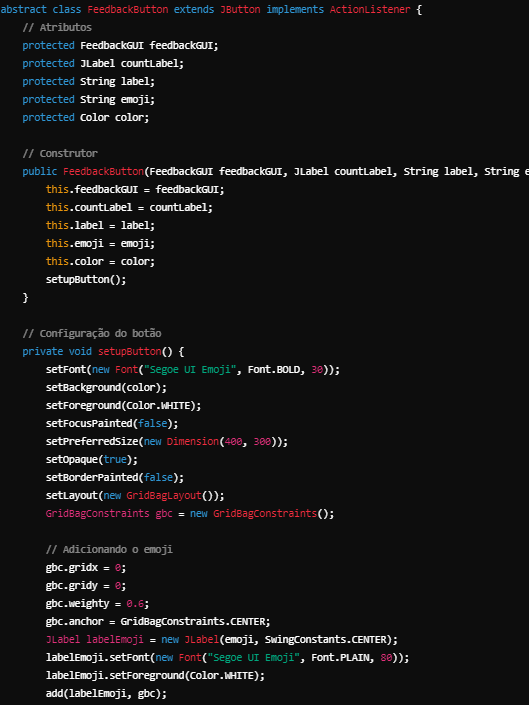 abstract class FeedbackButton extends JButton implements ActionListener {
// Atributos
protected FeedbackGUI feedbackGUI;
protected JLabel countLabel;
protected String label;
protected String emoji;
protected Color color;
// Construtor
public FeedbackButton(FeedbackGUI feedbackGUI, JLabel countLabel, String label, String e
this.feedbackGUI = feedbackGUI;
this.countLabel = countLabel;
this.label = label;
this.emoji = emoji;
this.color = color;
setupButton();
}
// Configuração do botão
private void setupButton() {
setFont(new Font("Segoe UI Emoji", Font.BOLD, 30));
setBackground(color);
setForeground(Color.WHITE);
setFocusPainted(false);
setPreferredSize(new Dimension(400, 300));
setOpaque(true);
setBorderPainted(false);
setLayout(new GridBagLayout());
GridBagConstraints gbc = new GridBagConstraints();
// Adicionando o emoji
gbc.gridx = 0;
gbc.gridy = 0;
gbc.weighty = 0.6;
gbc.anchor = GridBagConstraints.CENTER;
JLabel labelEmoji = new JLabel(emoji, SwingConstants.CENTER);
labelEmoji.setFont(new Font("Segoe UI Emoji", Font.PLAIN, 80));
labelEmoji.setForeground(Color.WHITE);
add(labelEmoji, gbc);